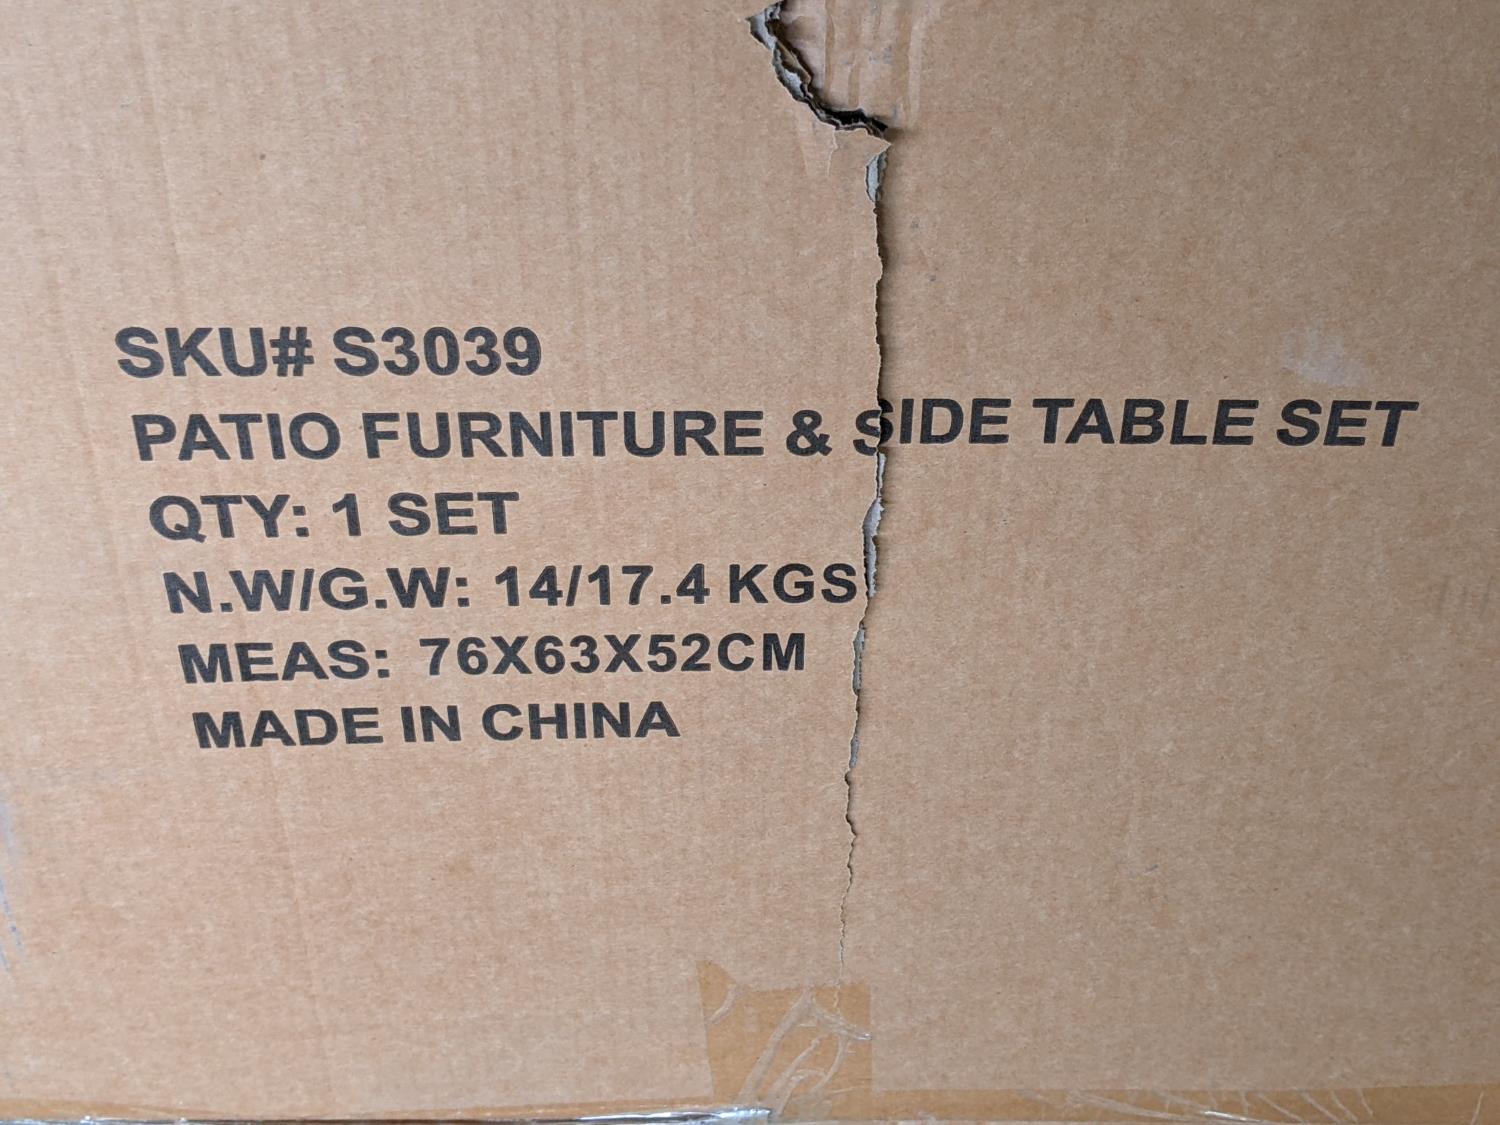 SKU# S3039
PATIO FURNITURE & SIDE TABLE SET
QTY: 1 SET
N.W/G.W: 14/17.4 KGS
MEAS: 76X63X52CM
MADE IN CHINA